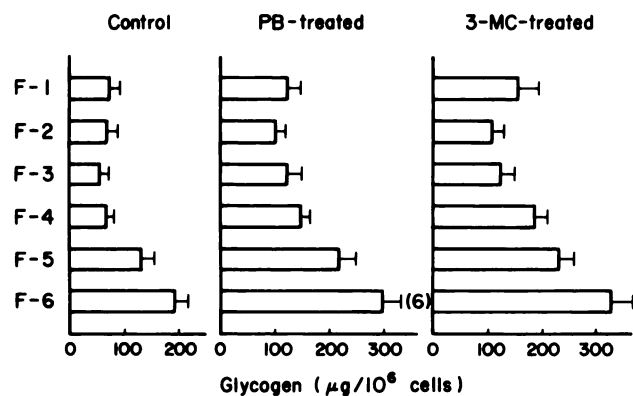 Control PB-treated 3-MC-treated
F-1
F-2
F-3
F-4
F-5
F-6 (6)
0 100 200 0 100 200 300 0 100 200 300
Glycogen (μg/10⁶ cells)